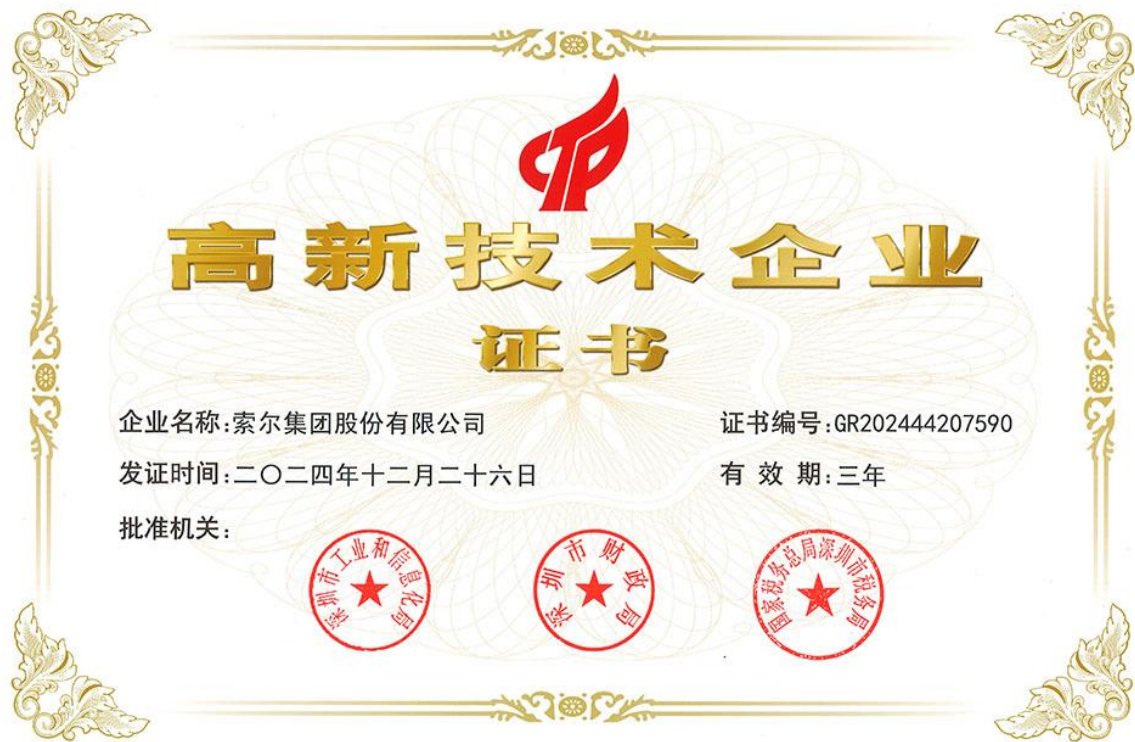 高新技术企业
证书
企业名称:索尔集团股份有限公司
证书编号:GR202444207590
发证时间:二〇二四年十二月二十六日
有 效 期:三年
批准机关:
深圳市工业和信息化局
深圳市财政局
国家税务总局深圳市税务局